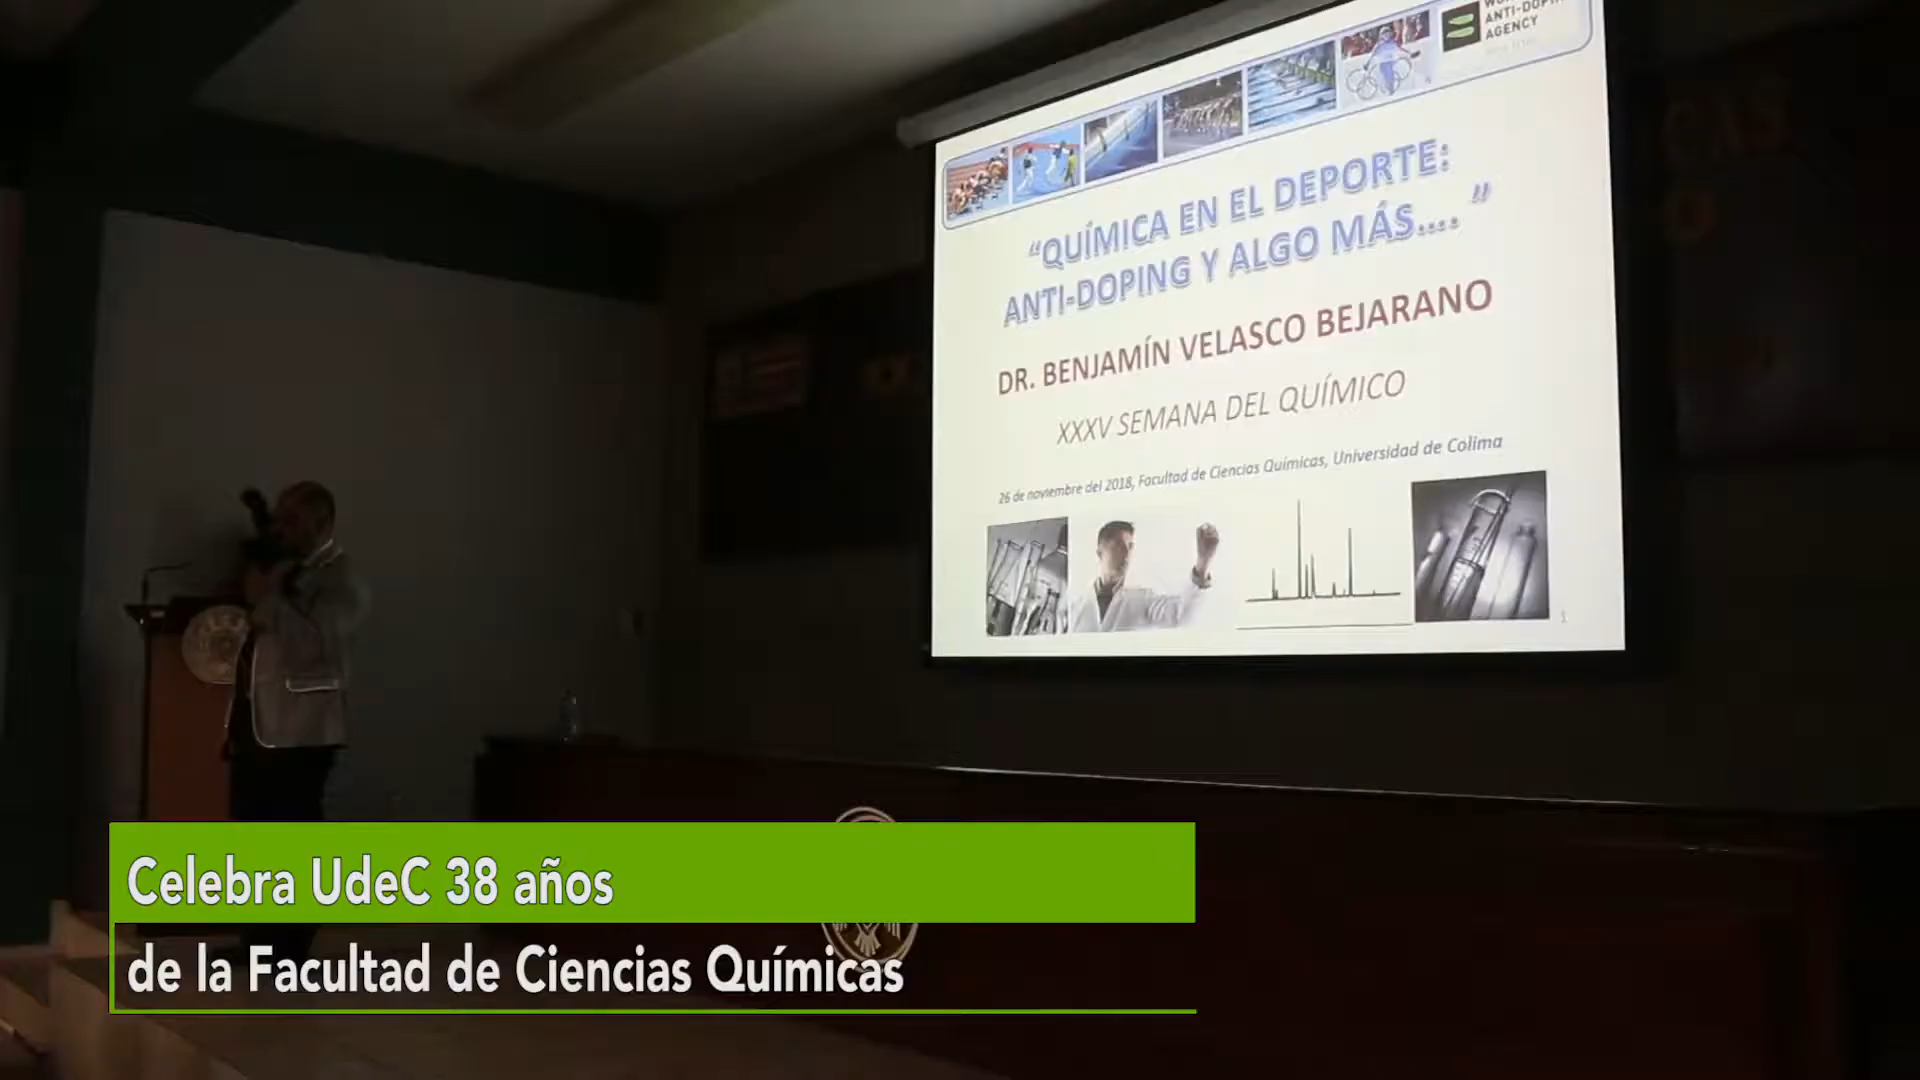 ANTI-DOPING
AGENCY
“QUÍMICA EN EL DEPORTE:
ANTI-DOPING Y ALGO MÁS.... ”
DR. BENJAMÍN VELASCO BEJARANO
XXXV SEMANA DEL QUÍMICO
26 de noviembre del 2018, Facultad de Ciencias Químicas, Universidad de Colima
1
Celebra UdeC 38 años
de la Facultad de Ciencias Químicas